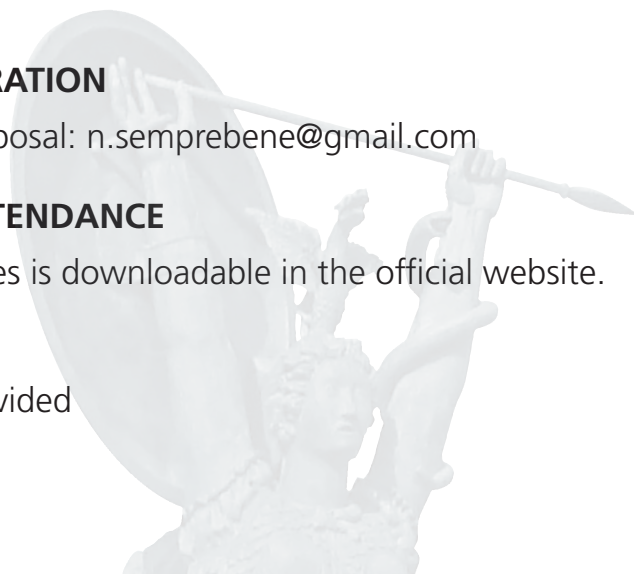 RATION
posal: n.semprebene@gmail.com
TENDANCE
es is downloadable in the official website.
vided